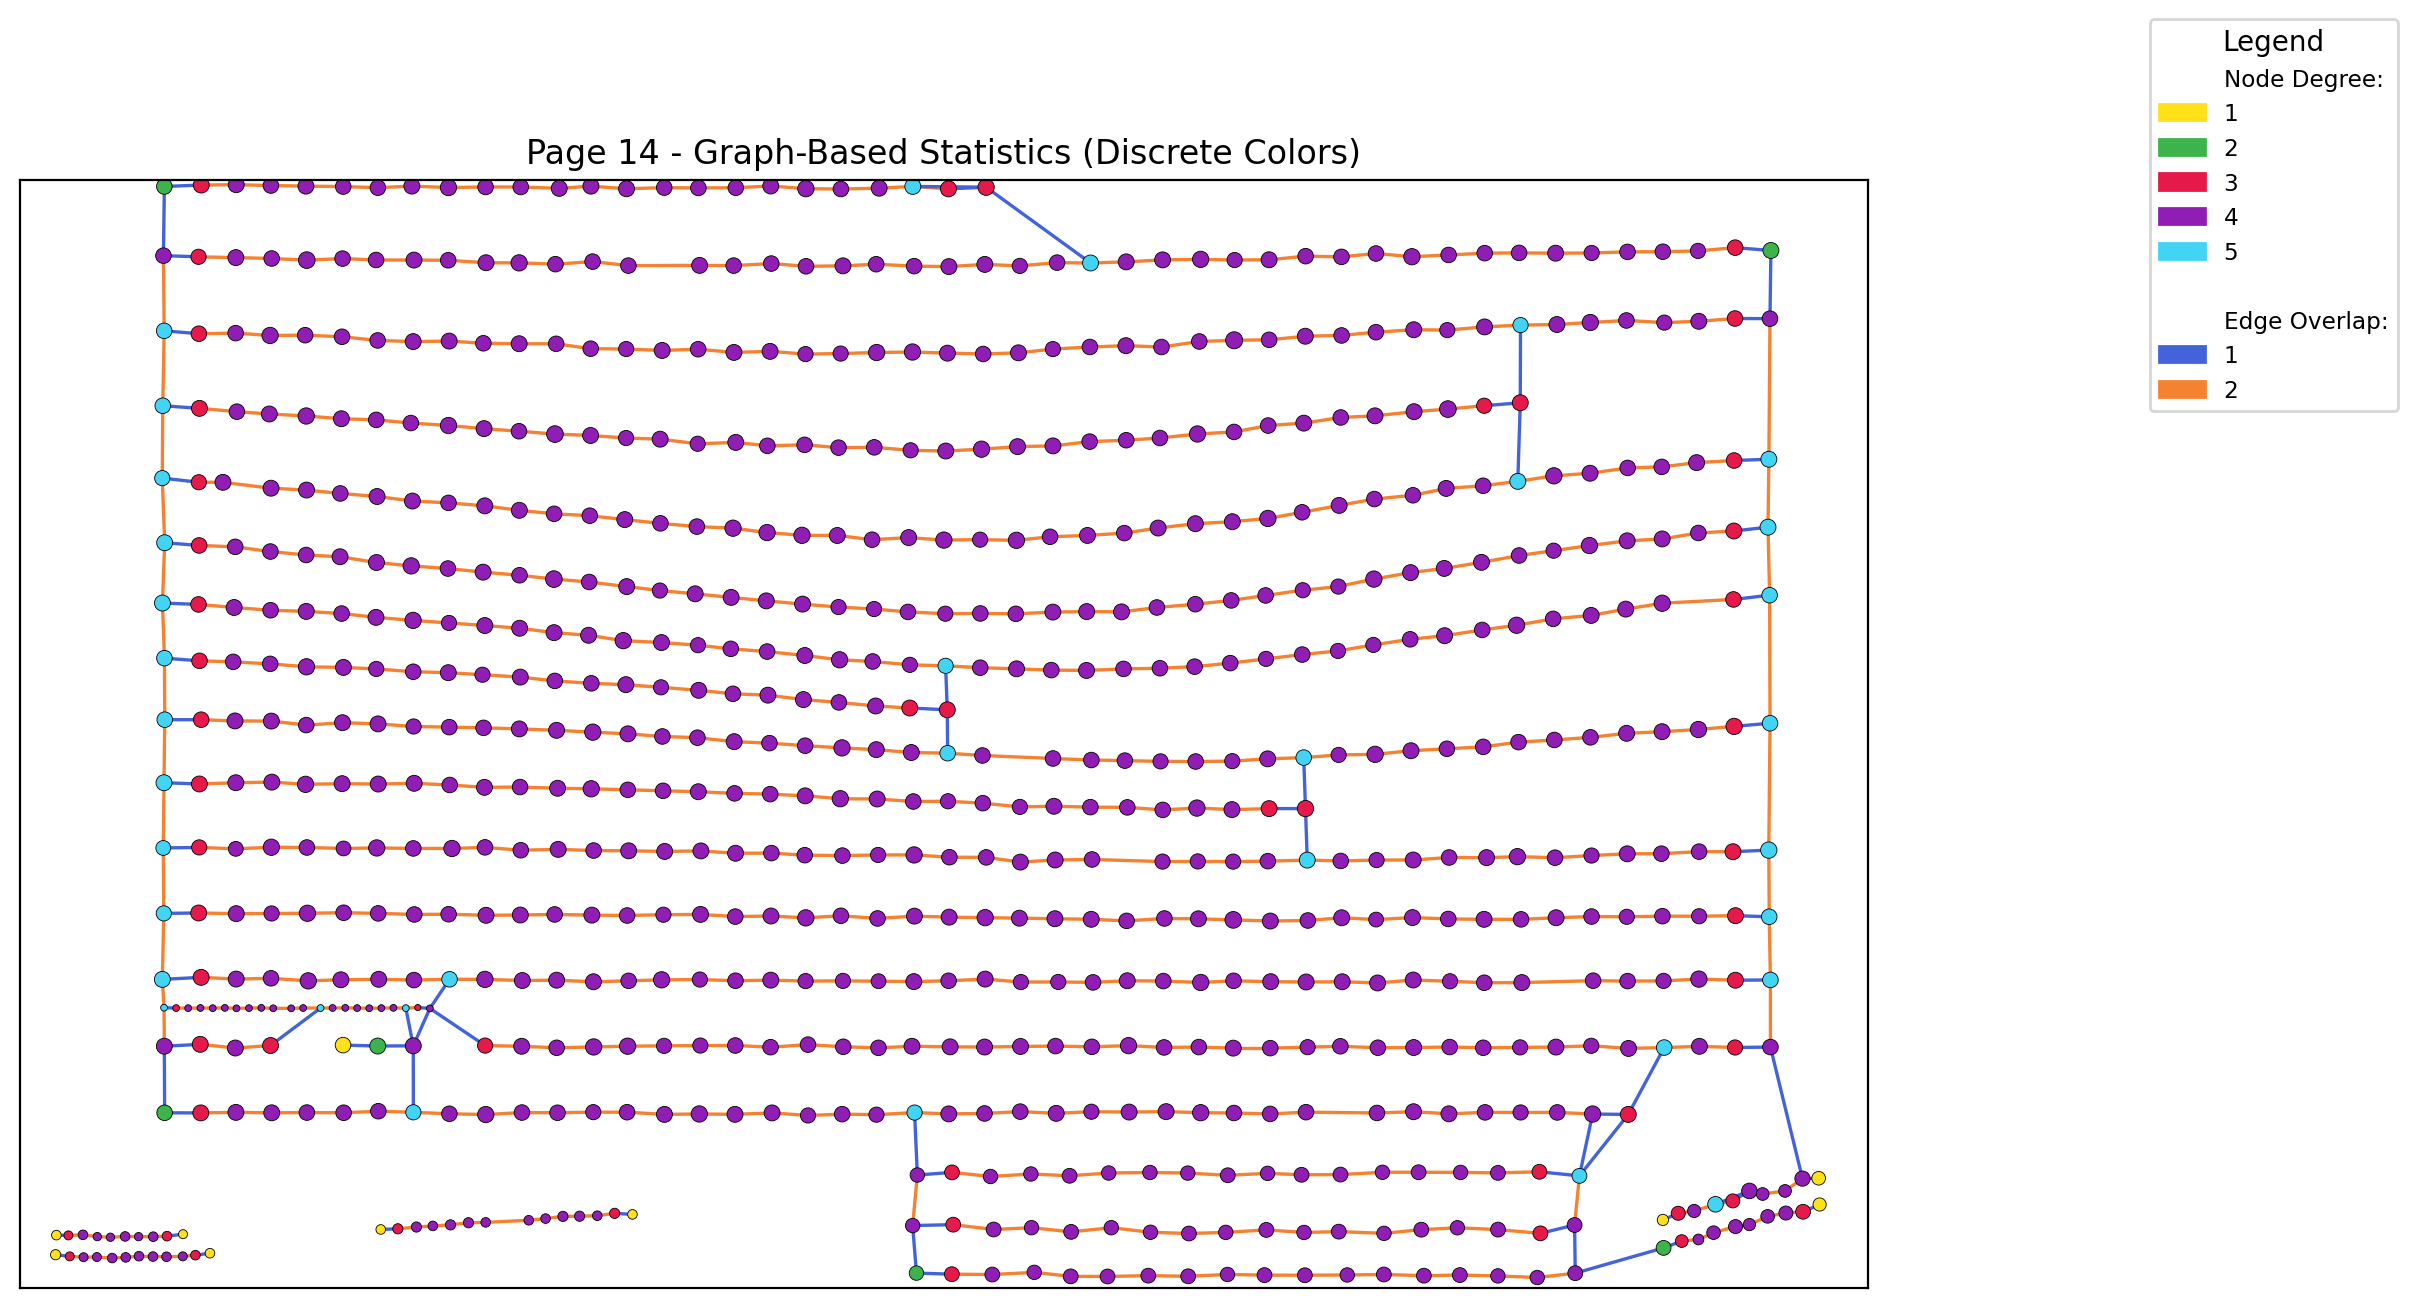 Legend
Node Degree:
1
2
3
4
5
Edge Overlap:
1
2
Page 14 - Graph-Based Statistics (Discrete Colors)